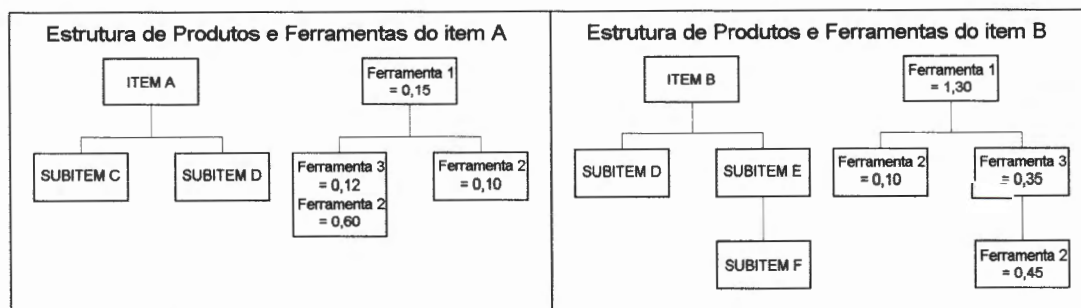 Estrutura de Produtos e Ferramentas do item A
ITEM A
Ferramenta 1
= 0,15
SUBITEM C
SUBITEM D
Ferramenta 3
= 0,12
Ferramenta 2
= 0,60
Ferramenta 2
= 0,10
Estrutura de Produtos e Ferramentas do item B
ITEM B
Ferramenta 1
= 1,30
SUBITEM D
SUBITEM E
Ferramenta 2
= 0,10
Ferramenta 3
= 0,35
SUBITEM F
Ferramenta 2
= 0,45